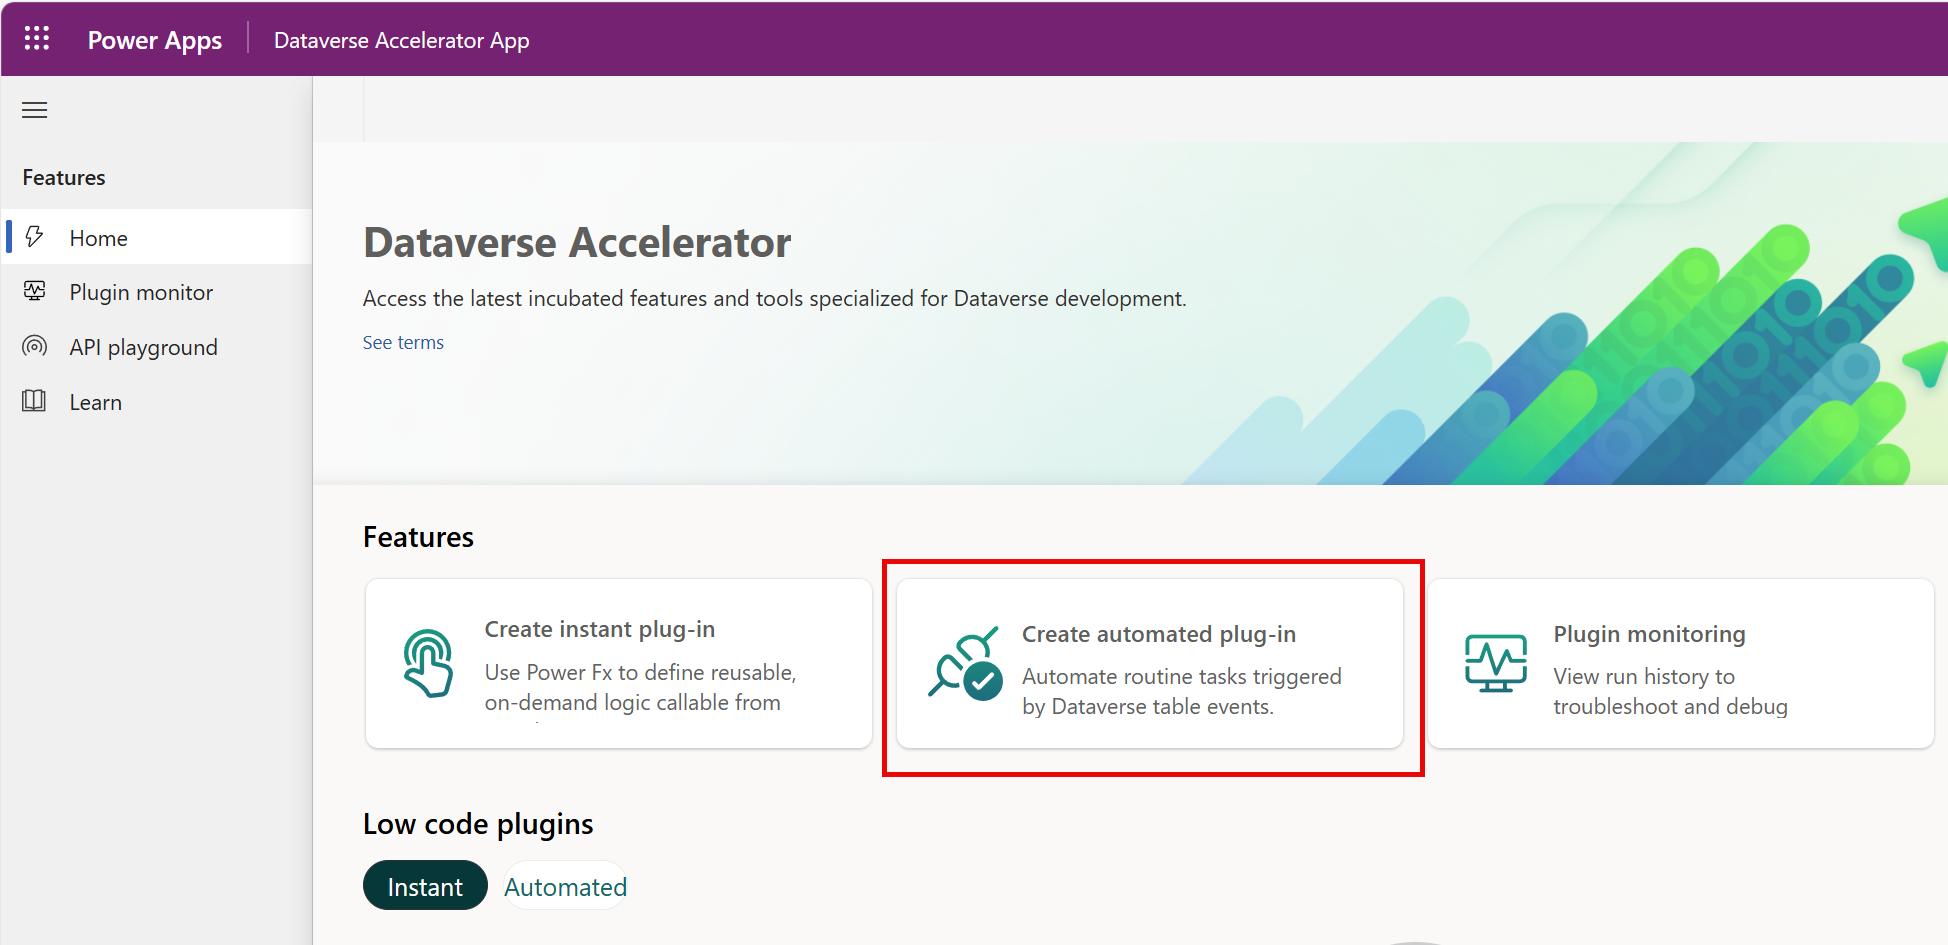 Power Apps
Dataverse Accelerator App
Features
Home
Plugin monitor
API playground
Learn
Dataverse Accelerator
Access the latest incubated features and tools specialized for Dataverse development.
See terms
Features
Create instant plug-in
Use Power Fx to define reusable,
on-demand logic callable from
Create automated plug-in
Automate routine tasks triggered
by Dataverse table events.
Plugin monitoring
View run history to
troubleshoot and debug
Low code plugins
Instant
Automated